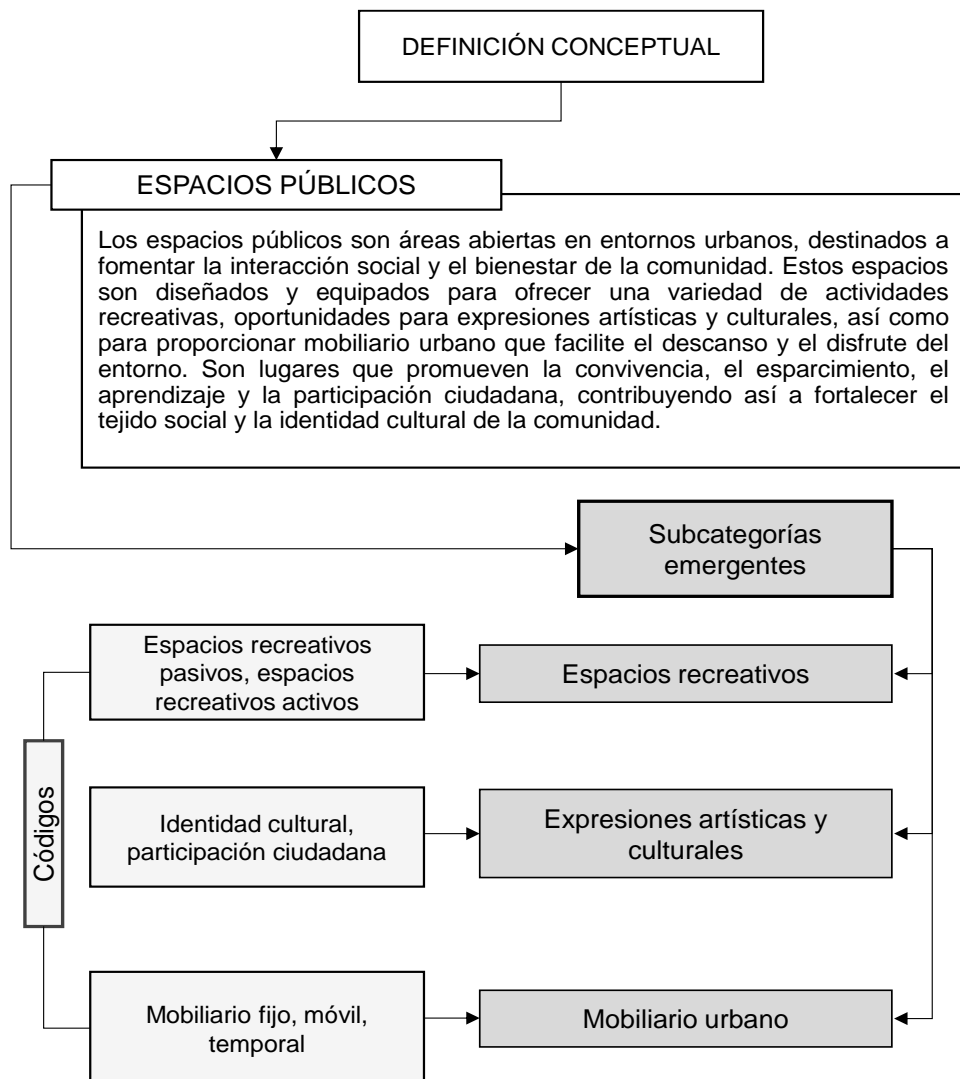 DEFINICIÓN CONCEPTUAL
ESPACIOS PÚBLICOS
Los espacios públicos son áreas abiertas en entornos urbanos, destinados a
fomentar la interacción social y el bienestar de la comunidad. Estos espacios
son diseñados y equipados para ofrecer una variedad de actividades
recreativas, oportunidades para expresiones artísticas y culturales, así como
para proporcionar mobiliario urbano que facilite el descanso y el disfrute del
entorno. Son lugares que promueven la convivencia, el esparcimiento, el
aprendizaje y la participación ciudadana, contribuyendo así a fortalecer el
tejido social y la identidad cultural de la comunidad.
Subcategorías
emergentes
Códigos
Espacios recreativos
pasivos, espacios
recreativos activos
Espacios recreativos
Identidad cultural,
participación ciudadana
Expresiones artísticas y
culturales
Mobiliario fijo, móvil,
temporal
Mobiliario urbano